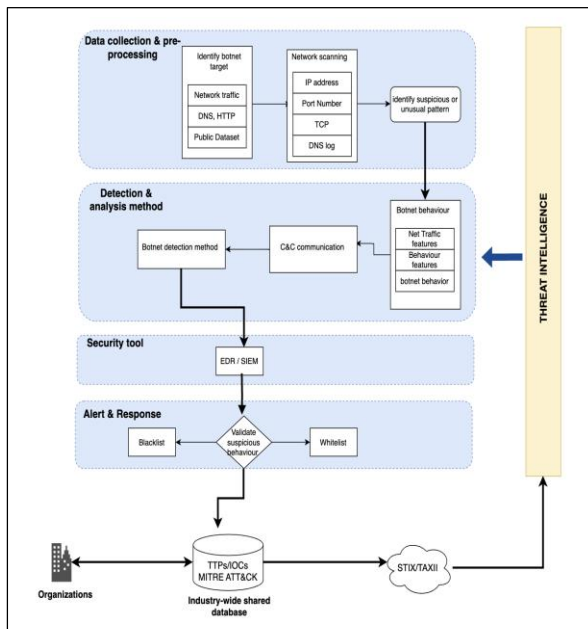 Data collection & pre-
processing
Identify botnet
target
Network traffic
DNS, HTTP
Public Dataset
Network scanning
IP address
Port Number
TCP
DNS log
identify suspicious or
unusual pattern
Detection &
analysis method
Botnet detection method
C&C communication
Botnet behaviour
Net Traffic
features
Behaviour
features
botnet behavior
THREAT INTELLIGENCE
Security tool
EDR / SIEM
Alert & Response
Blacklist
Validate
suspicious
behaviour
Whitelist
Organizations
TTPs/IOCs
MITRE ATT&CK
Industry-wide shared
database
STIX/TAXII